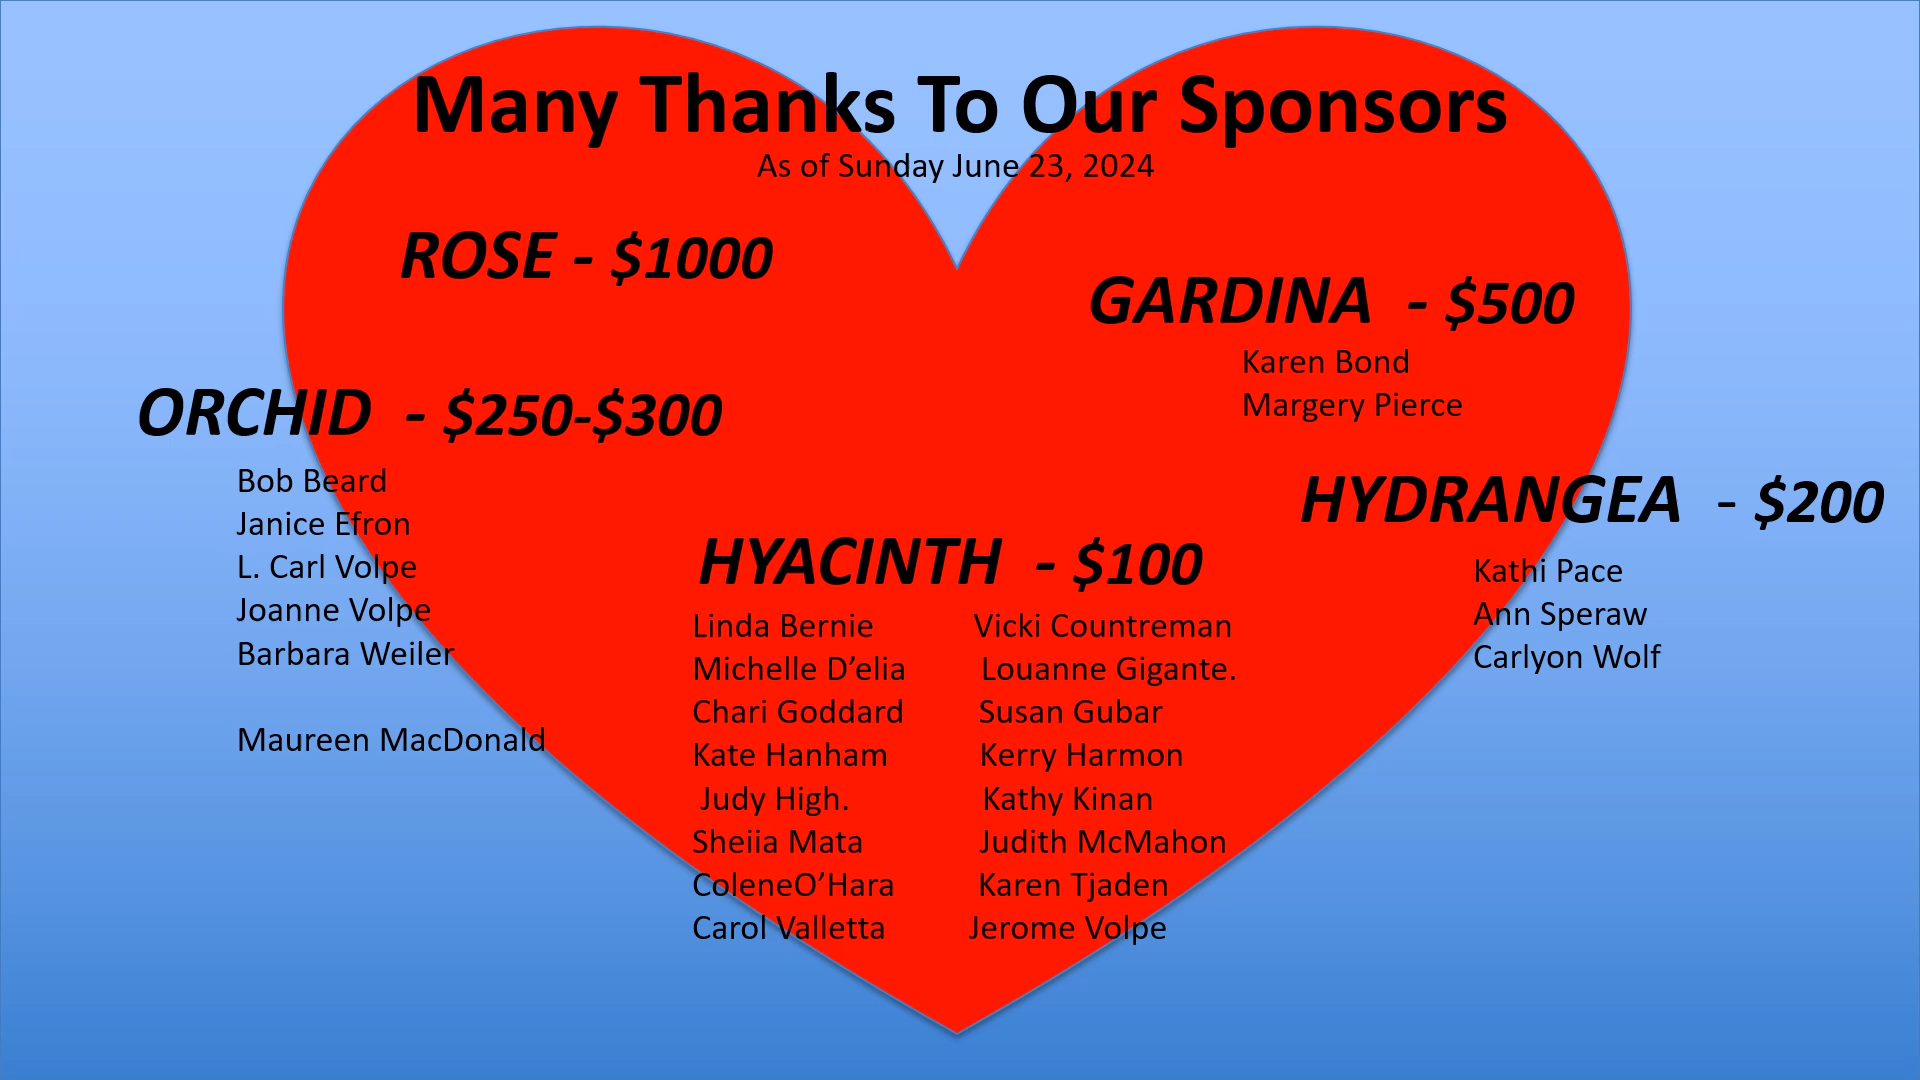 Many Thanks To Our Sponsors
As of Sunday June 23, 2024
ROSE - $1000
GARDINA - $500
Karen Bond
Margery Pierce
ORCHID - $250-$300
Bob Beard
Janice Efron
L. Carl Volpe
Joanne Volpe
Barbara Weiler
Maureen MacDonald
HYDRANGEA - $200
Kathi Pace
Ann Speraw
Carlyon Wolf
HYACINTH - $100
Linda Bernie Vicki Countreman
Michelle D’elia Louanne Gigante.
Chari Goddard Susan Gubar
Kate Hanham Kerry Harmon
Judy High. Kathy Kinan
Sheiia Mata Judith McMahon
ColeneO’Hara Karen Tjaden
Carol Valletta Jerome Volpe